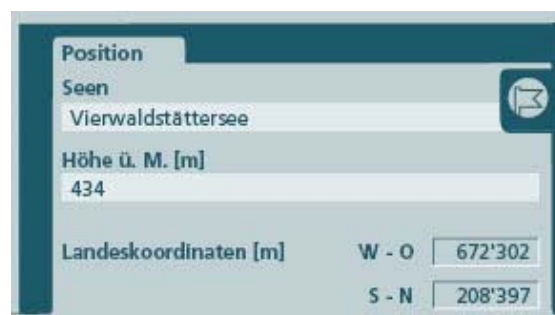 Position
Seen
Vierwaldstättersee
Höhe ü. M. [m]
434
Landeskoordinaten [m] W - O 672'302
S - N 208'397